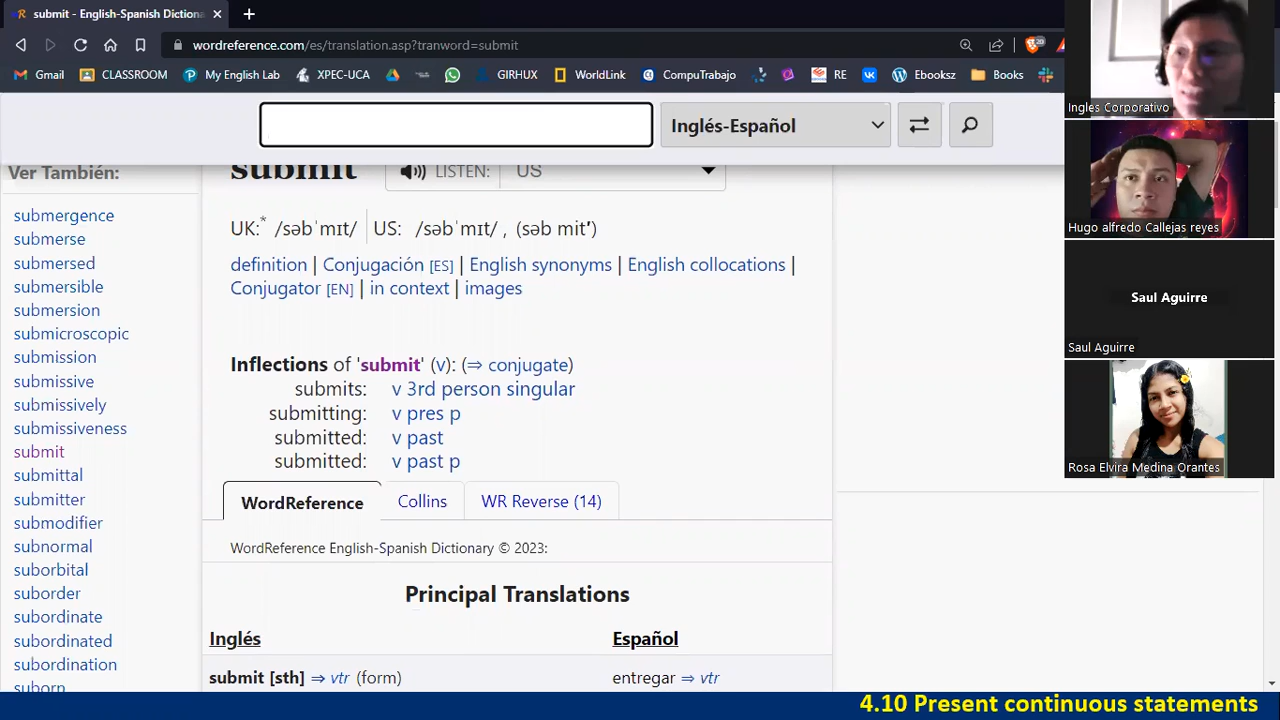 submit - English-Spanish Dictiona
wordreference.com/es/translation.asp?tranword=submit
20
Gmail
CLASSROOM
My English Lab
XPEC-UCA
GIRHUX
WorldLink
CompuTrabajo
RE
Ebooksz
Books
Inglés-Español
Ver También:
submergence
submerse
submersed
submersible
submersion
submicroscopic
submission
submissive
submissively
submissiveness
submit
submittal
submitter
submodifier
subnormal
suborbital
suborder
subordinate
subordinated
subordination
suborn
submit
LISTEN:
US
UK:* /səbˈmɪt/ US: /səbˈmɪt/ , (səb mit′)
definition | Conjugación [ES] | English synonyms | English collocations |
Conjugator [EN] | in context | images
Inflections of 'submit' (v): (⇒ conjugate)
submits: v 3rd person singular
submitting: v pres p
submitted: v past
submitted: v past p
WordReference
Collins
WR Reverse (14)
WordReference English-Spanish Dictionary © 2023:
Principal Translations
Inglés
Español
submit [sth] ⇒ vtr (form)
entregar ⇒ vtr
Ingles Corporativo
Hugo alfredo Callejas reyes
Saul Aguirre
Saul Aguirre
Rosa Elvira Medina Orantes
4.10 Present continuous statements